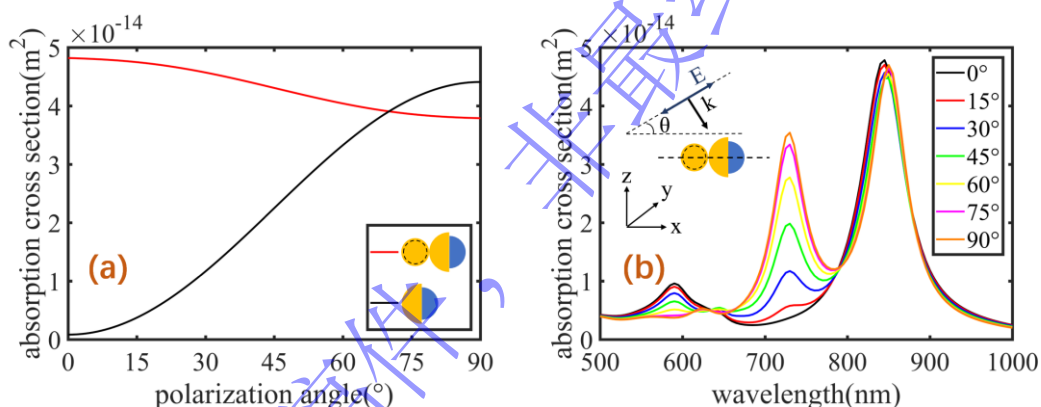 ×10⁻¹⁴
5
4
3
2
1
0
absorption cross section(m²)
0 15 30 45 60 75 90
polarization angle(°)
(a)
×10⁻¹⁴
5
4
3
2
1
0
absorption cross section(m²)
500 600 700 800 900 1000
wavelength(nm)
(b)
E
k
θ
z
y
x
0°
15°
30°
45°
60°
75°
90°
非最